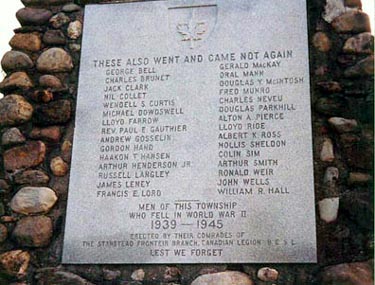 THESE ALSO WENT AND CAME NOT AGAIN
GEORGE BELL
CHARLES BRUNET
JACK CLARK
NIL COLLET
WENDELL S. CURTIS
MICHAEL DOWDSWELL
LLOYD FARROW
REV. PAUL E. GAUTHIER
ANDREW GOSSELIN
GORDON HAND
HAAKON T. HANSEN
ARTHUR HENDERSON JR.
RUSSELL LANGLEY
JAMES LENEY
FRANCIS E. LORD
GERALD MACKAY
ORAL MANN
DOUGLAS Y. MCINTOSH
FRED MUNRO
CHARLES NEVEU
DOUGLAS PARKHILL
ALTON A. PIERCE
LLOYD RIDE
ALBERT K. ROSS
HOLLIS SHELDON
COLIN SIM
ARTHUR SMITH
RONALD WEIR
JOHN WELLS
WILLIAM R. HALL
MEN OF THIS TOWNSHIP
WHO FELL IN WORLD WAR II
1939 — 1945
ERECTED BY THEIR COMRADES OF
THE STANSTEAD FRONTEIR BRANCH, CANADIAN LEGION B.E.S.L.
LEST WE FORGET